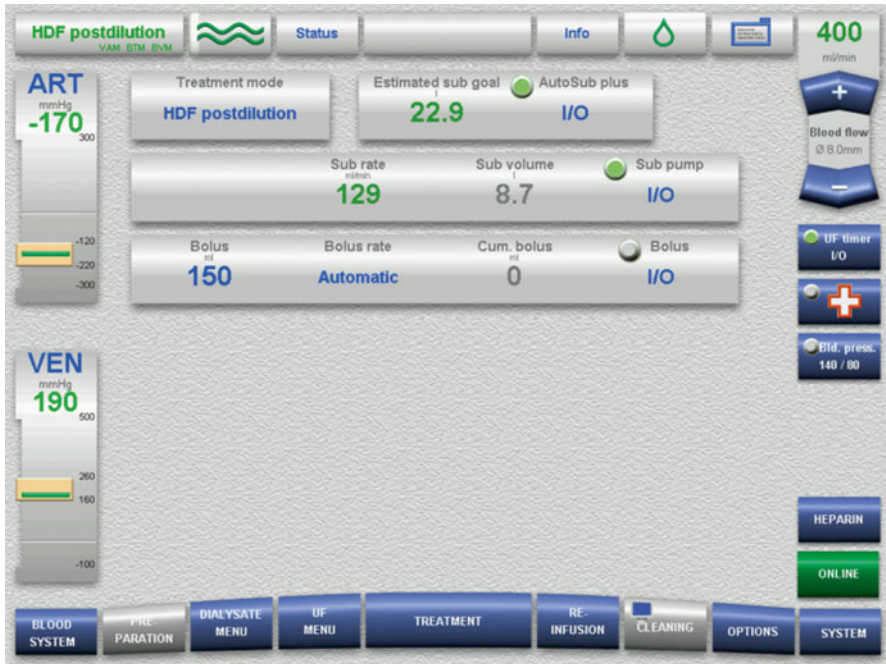 HDF postdilution
VAM BTM BVM
Status
Info
400
ml/min
Blood flow
Ø 8.0mm
ART
mmHg
-170
300
-120
-220
-300
Treatment mode
HDF postdilution
Estimated sub goal
l
22.9
AutoSub plus
I/O
Sub rate
ml/min
129
Sub volume
l
8.7
Sub pump
I/O
Bolus
ml
150
Bolus rate
Automatic
Cum. bolus
ml
0
Bolus
I/O
UF timer
I/O
Bld. press.
140 / 80
VEN
mmHg
190
500
260
160
-100
HEPARIN
ONLINE
BLOOD
SYSTEM
PRE-
PARATION
DIALYSATE
MENU
UF
MENU
TREATMENT
RE-
INFUSION
CLEANING
OPTIONS
SYSTEM